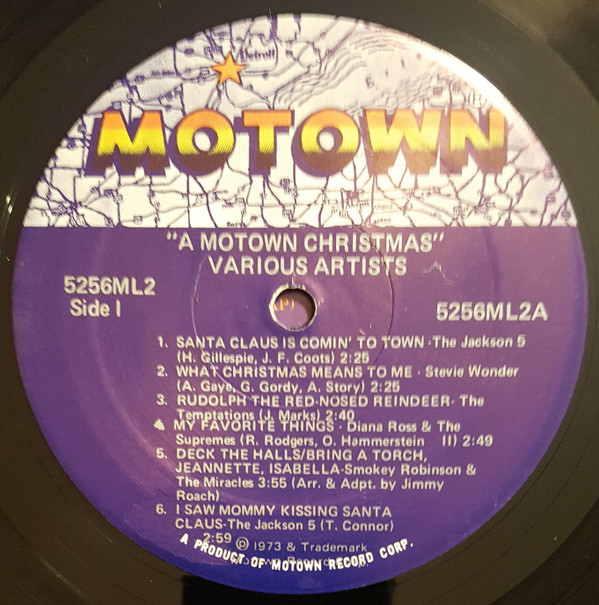 Detroit
MOTOWN
®
"A MOTOWN CHRISTMAS"
VARIOUS ARTISTS
5256ML2
Side I
5256ML2A
1. SANTA CLAUS IS COMIN' TO TOWN -The Jackson 5
(H. Gillespie, J. F. Coots) 2:25
2. WHAT CHRISTMAS MEANS TO ME - Stevie Wonder
(A. Gaye, G. Gordy, A. Story) 2:25
3. RUDOLPH THE RED-NOSED REINDEER- The
Temptations (J. Marks) 2:40
4. MY FAVORITE THINGS - Diana Ross & The
Supremes (R. Rodgers, O. Hammerstein II) 2:49
5. DECK THE HALLS/BRING A TORCH,
JEANNETTE, ISABELLA-Smokey Robinson &
The Miracles 3:55 (Arr. & Adpt. by Jimmy
Roach)
6. I SAW MOMMY KISSING SANTA
CLAUS-The Jackson 5 (T. Connor)
2:59
℗ 1973 & Trademark
A PRODUCT OF MOTOWN RECORD CORP.